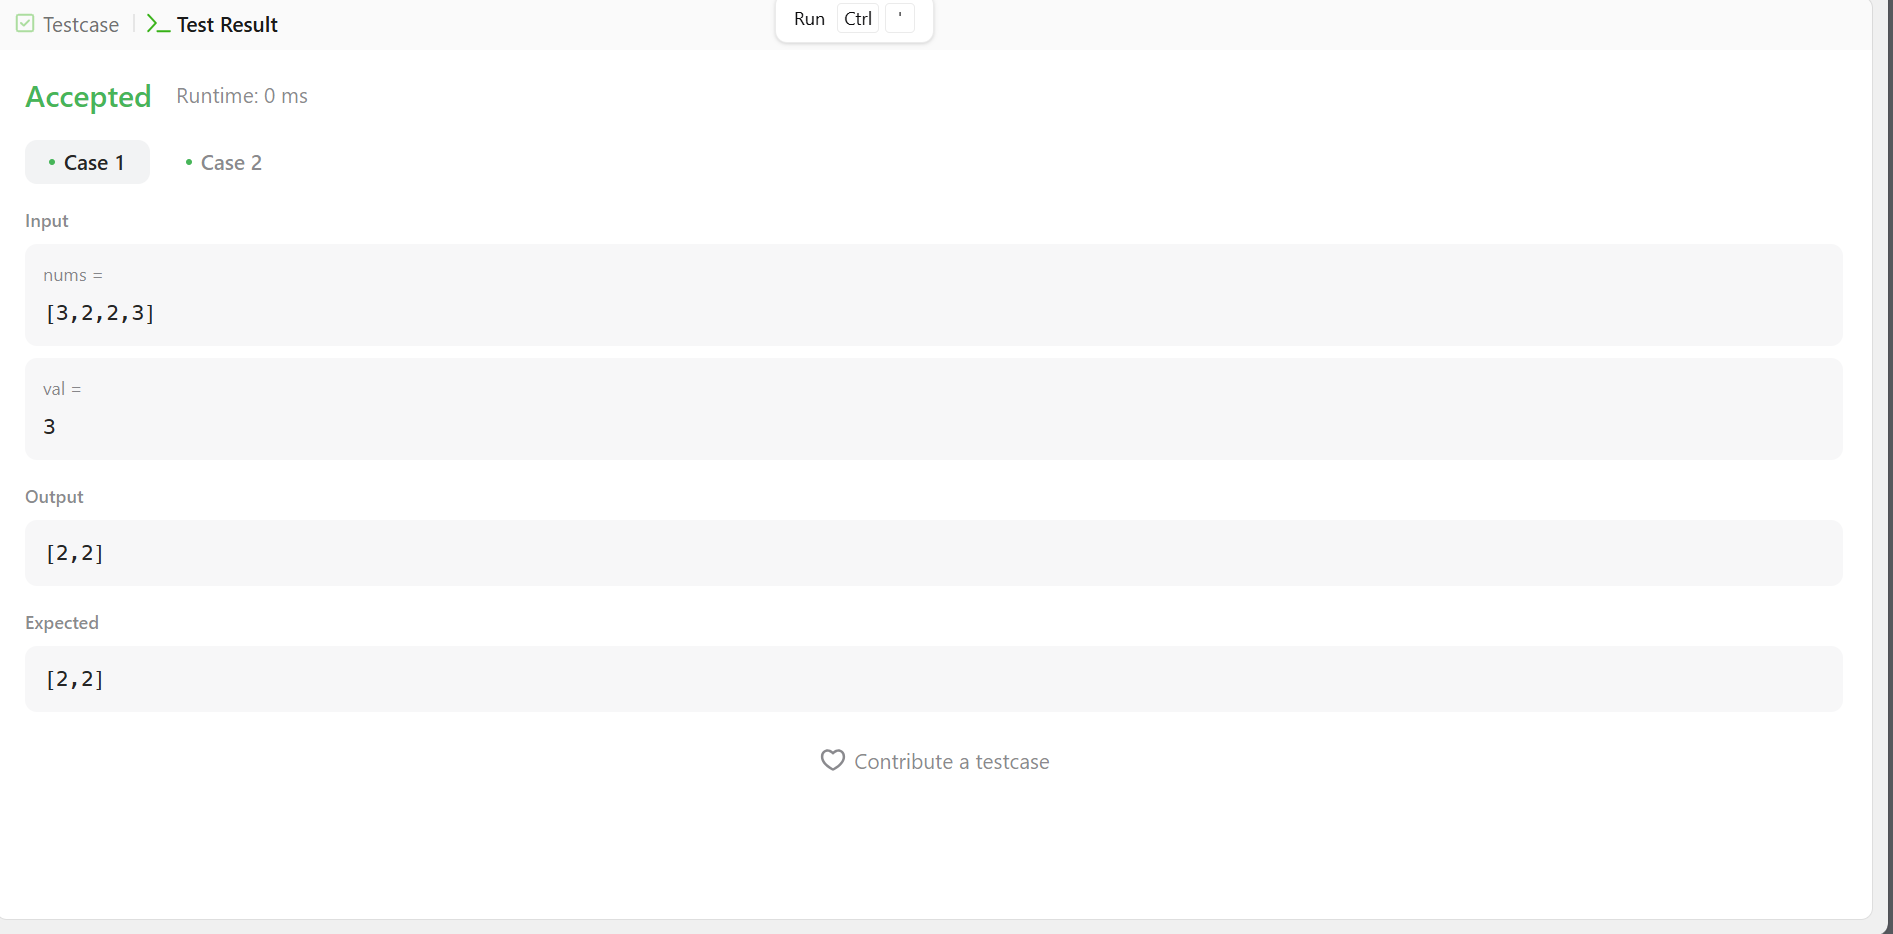 Testcase
Test Result
Run Ctrl '
Accepted Runtime: 0 ms
Case 1 Case 2
Input
nums =
[3,2,2,3]
val =
3
Output
[2,2]
Expected
[2,2]
Contribute a testcase